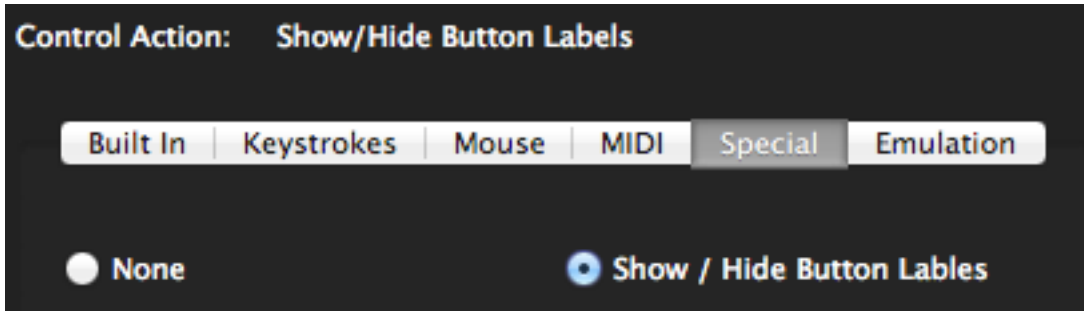 Control Action: Show/Hide Button Labels
Built In Keystrokes Mouse MIDI Special Emulation
None Show / Hide Button Lables